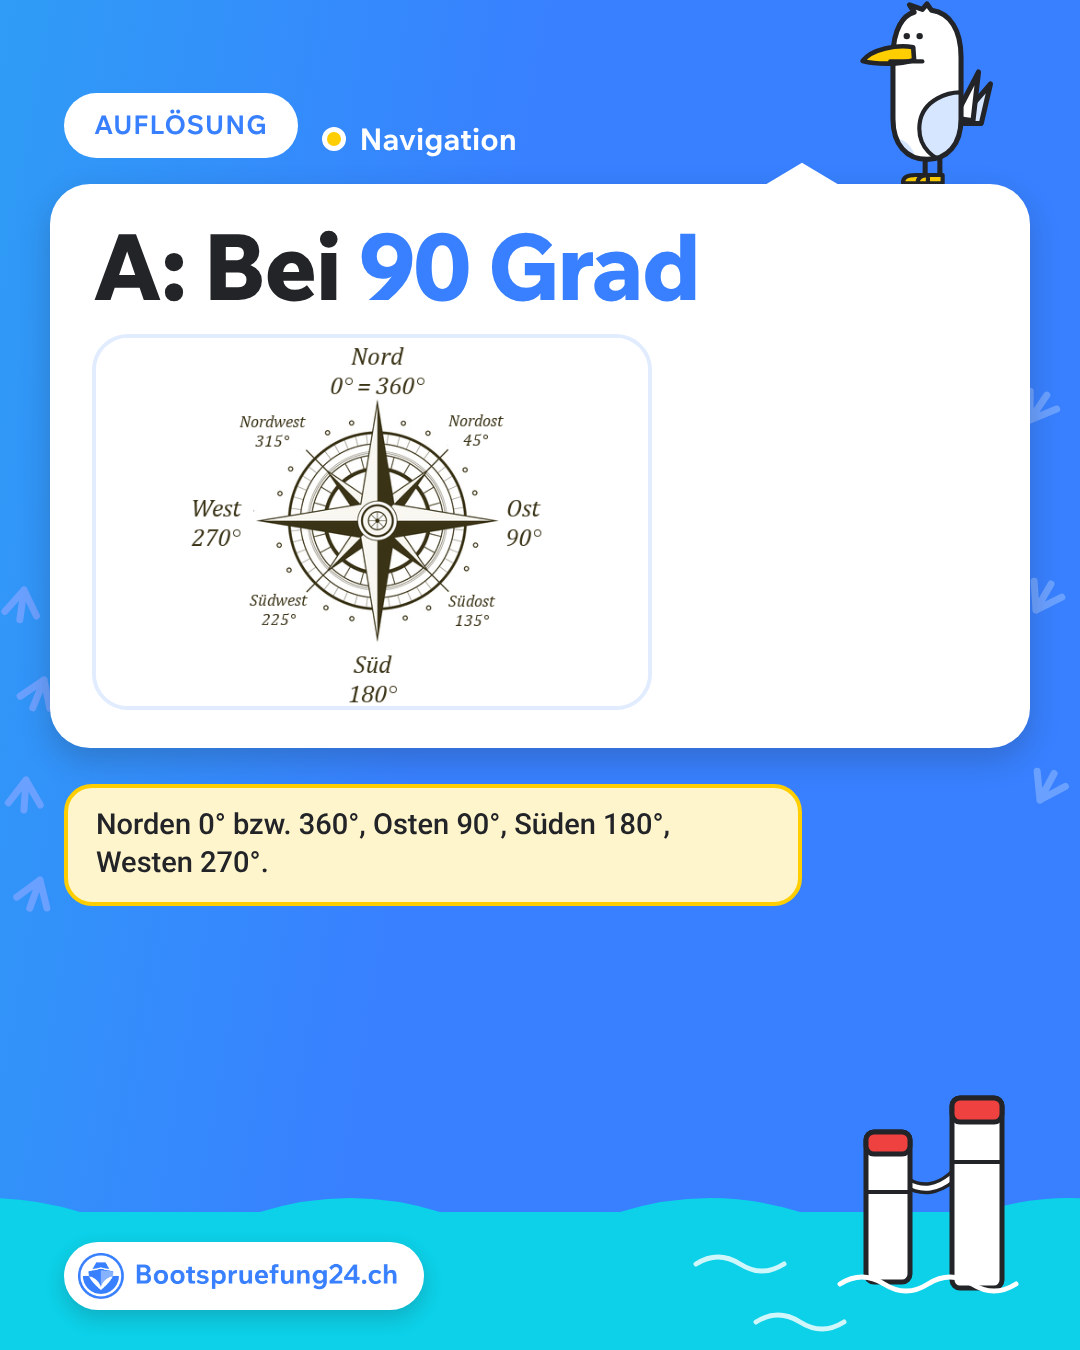 AUFLÖSUNG
Navigation
A: Bei 90 Grad
Nord
0° = 360°
Nordwest
315°
Nordost
45°
West
270°
Ost
90°
Südwest
225°
Südost
135°
Süd
180°
Norden 0° bzw. 360°, Osten 90°, Süden 180°,
Westen 270°.
Bootspruefung24.ch